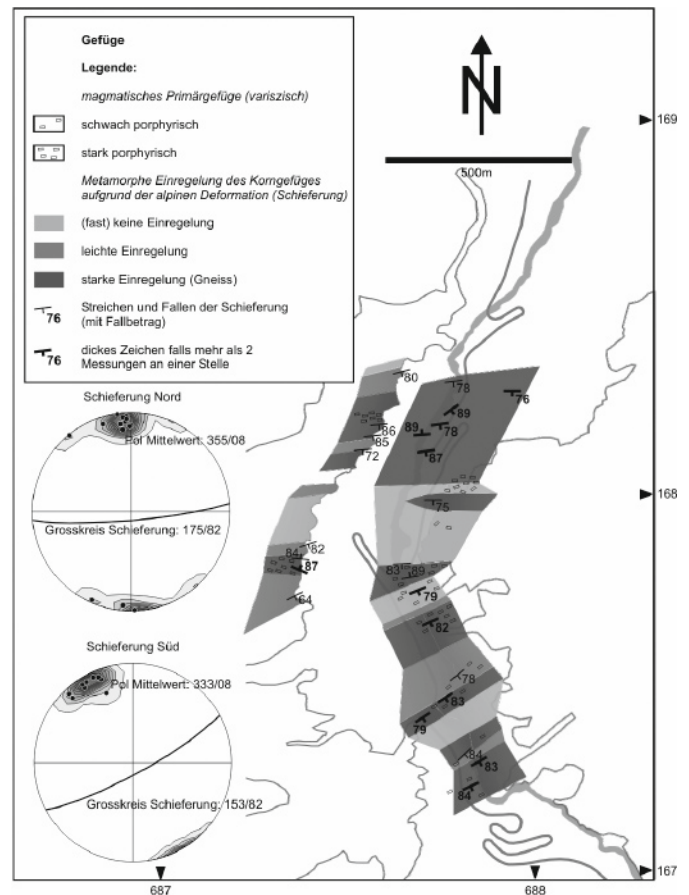 Gefüge
Legende:
magmatisches Primärgefüge (variszisch)
schwach porphyrisch
stark porphyrisch
Metamorphe Einregelung des Korngefüges
aufgrund der alpinen Deformation (Schieferung)
(fast) keine Einregelung
leichte Einregelung
starke Einregelung (Gneiss)
76
Streichen und Fallen der Schieferung
(mit Fallbetrag)
76
dickes Zeichen falls mehr als 2
Messungen an einer Stelle
N
500m
169
168
167
687
688
Schieferung Nord
Pol Mittelwert: 355/08
Grosskreis Schieferung: 175/82
Schieferung Süd
Pol Mittelwert: 333/08
Grosskreis Schieferung: 153/82
80
86
85
72
78
76
89
89
78
87
75
82
84
87
64
83
89
79
82
78
83
79
84
83
84